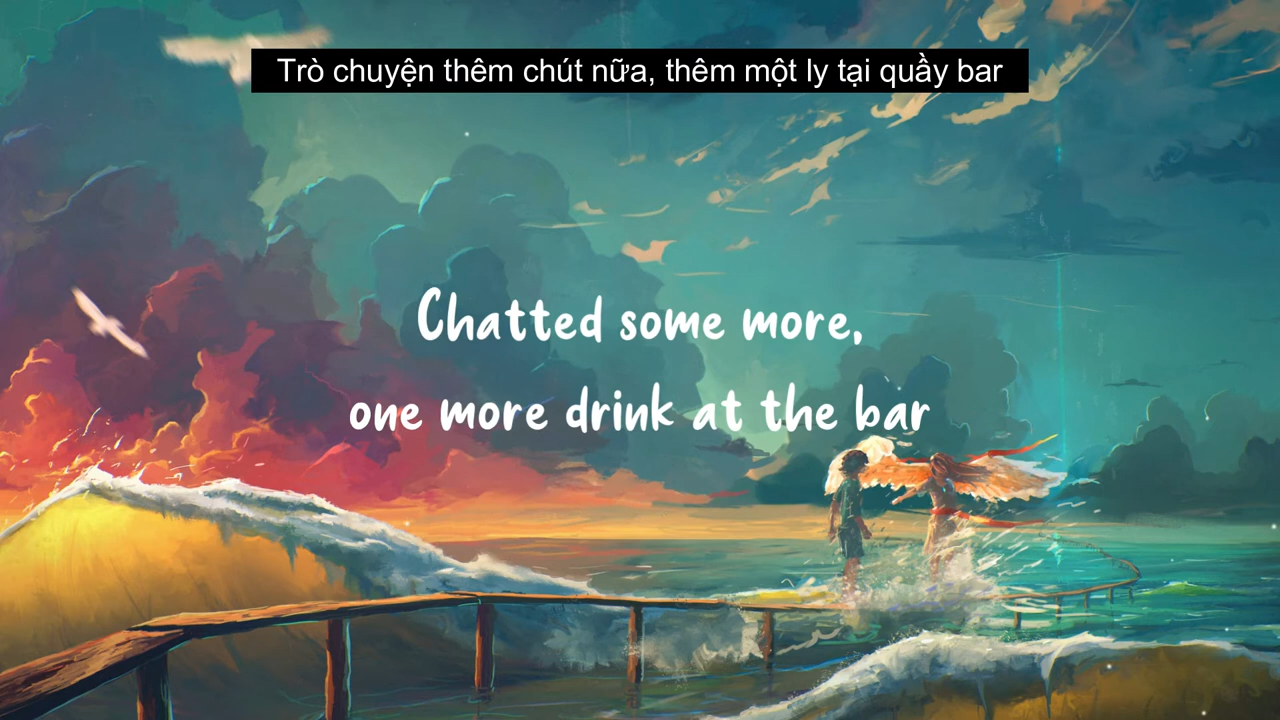 Trò chuyện thêm chút nữa, thêm một ly tại quầy bar
Chatted some more,
one more drink at the bar